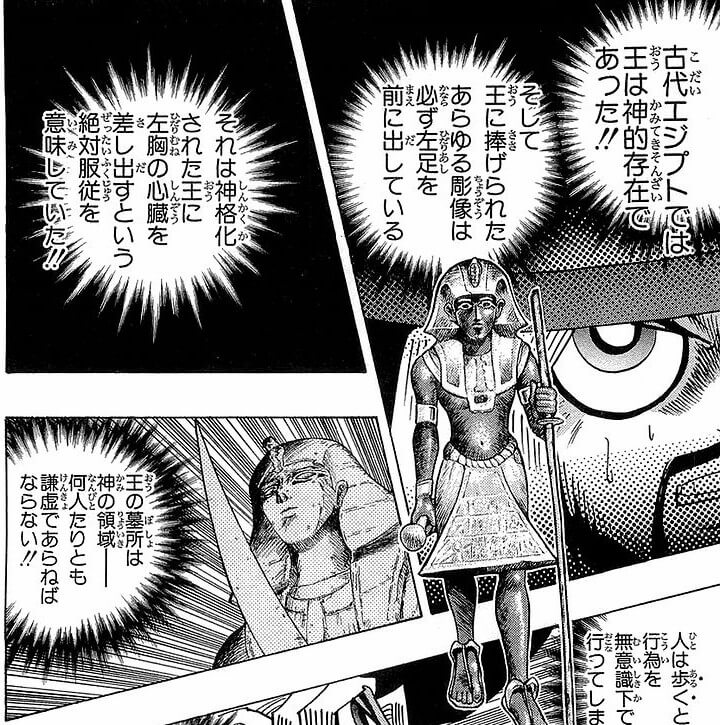 古代エジプトでは
王は神的存在で
あった!!
そして
王に捧げられた
あらゆる彫像は
必ず左足を
前に出している
それは神格化
された王に
左胸の心臓を
差し出すという
絶対服従を
意味していた!!
王の墓所は
神の領域──
何人たりとも
謙虚であらねば
ならない!!
人は歩くと
行為を
無意識下で
行ってしま